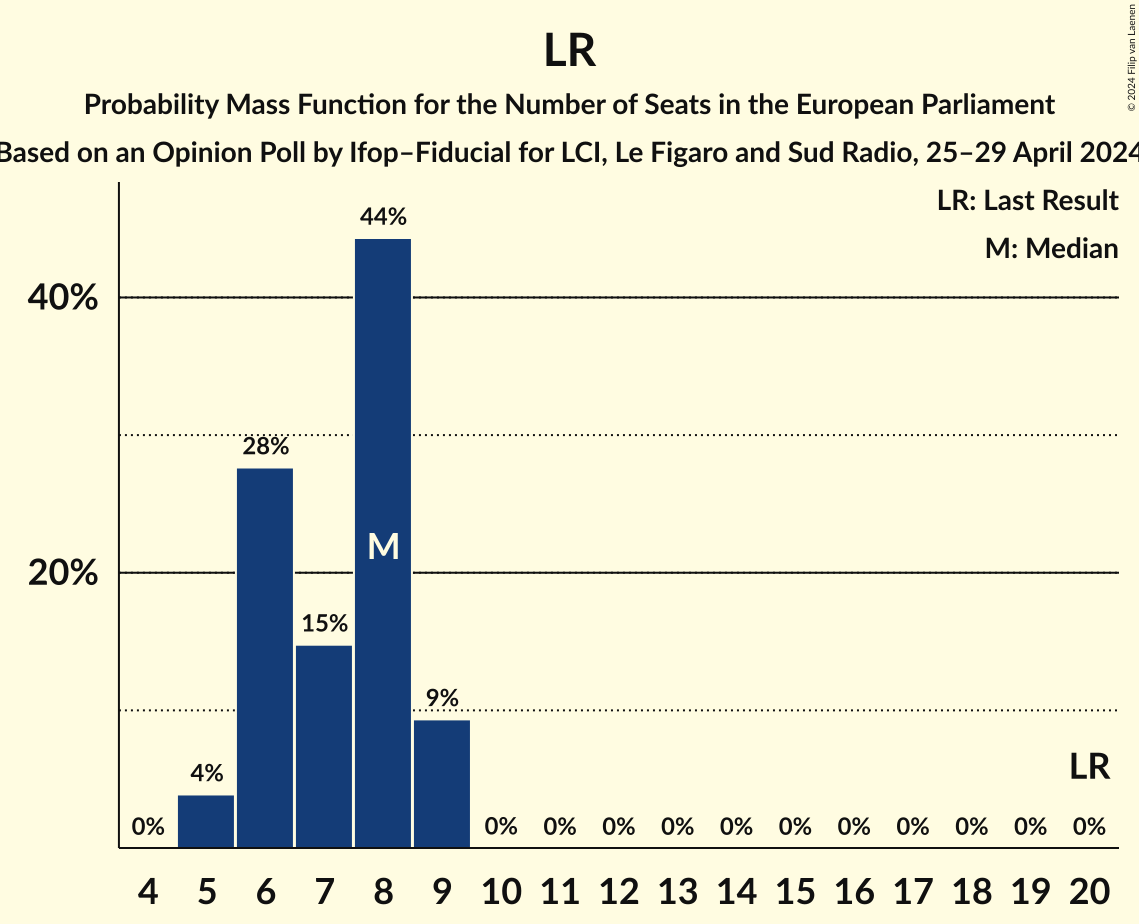 LR
Probability Mass Function for the Number of Seats in the European Parliament
Based on an Opinion Poll by Ifop–Fiducial for LCI, Le Figaro and Sud Radio, 25–29 April 2024
© 2024 Filip van Laenen
LR: Last Result
M: Median
44%
40%
28%
M
20%
15%
9%
LR
4%
0% 0% 0% 0% 0% 0% 0% 0% 0% 0% 0% 0%
4 5 6 7 8 9 10 11 12 13 14 15 16 17 18 19 20